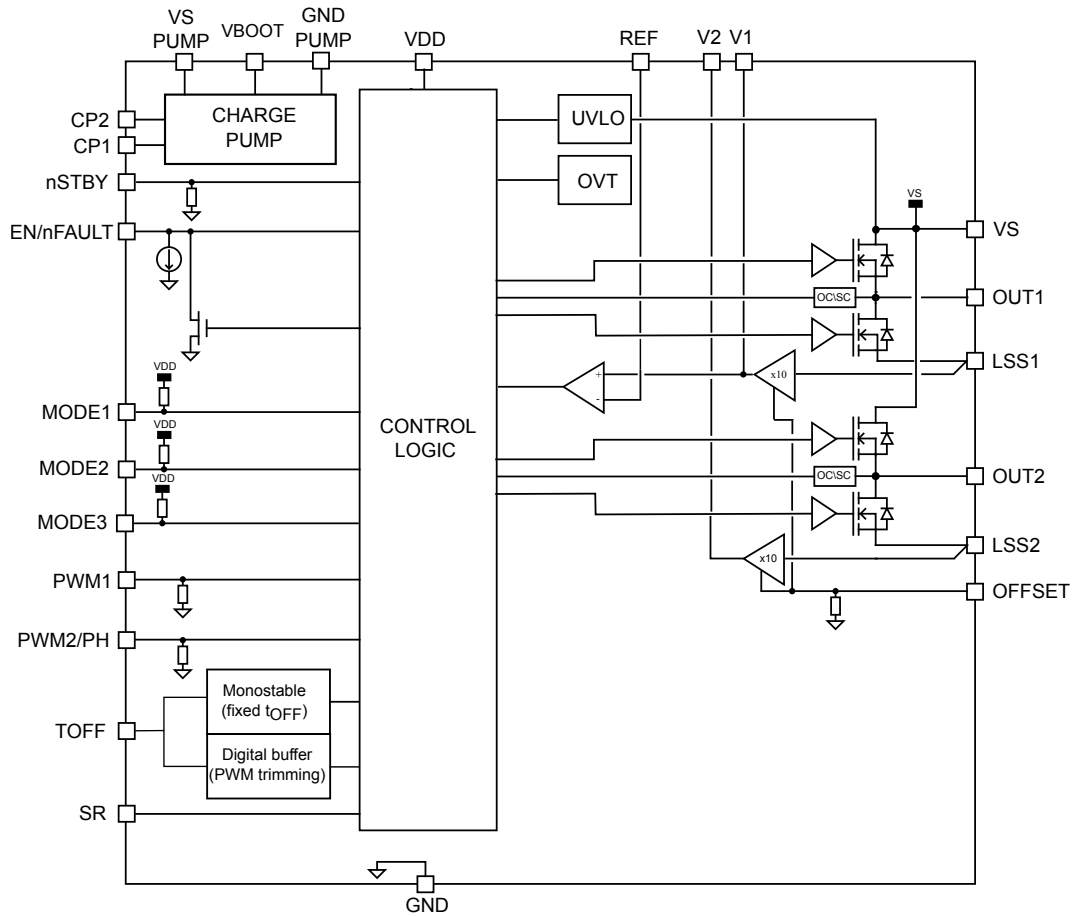 VS
PUMP
VBOOT
GND
PUMP
VDD
REF
V2
V1
CP2
CP1
CHARGE
PUMP
UVLO
nSTBY
OVT
EN/nFAULT
VS
VS
OC\SC
OUT1
LSS1
VDD
+
-
x10
MODE1
VDD
CONTROL
LOGIC
MODE2
VDD
OC\SC
OUT2
MODE3
LSS2
x10
PWM1
OFFSET
PWM2/PH
Monostable
(fixed tOFF)
TOFF
Digital buffer
(PWM trimming)
SR
GND